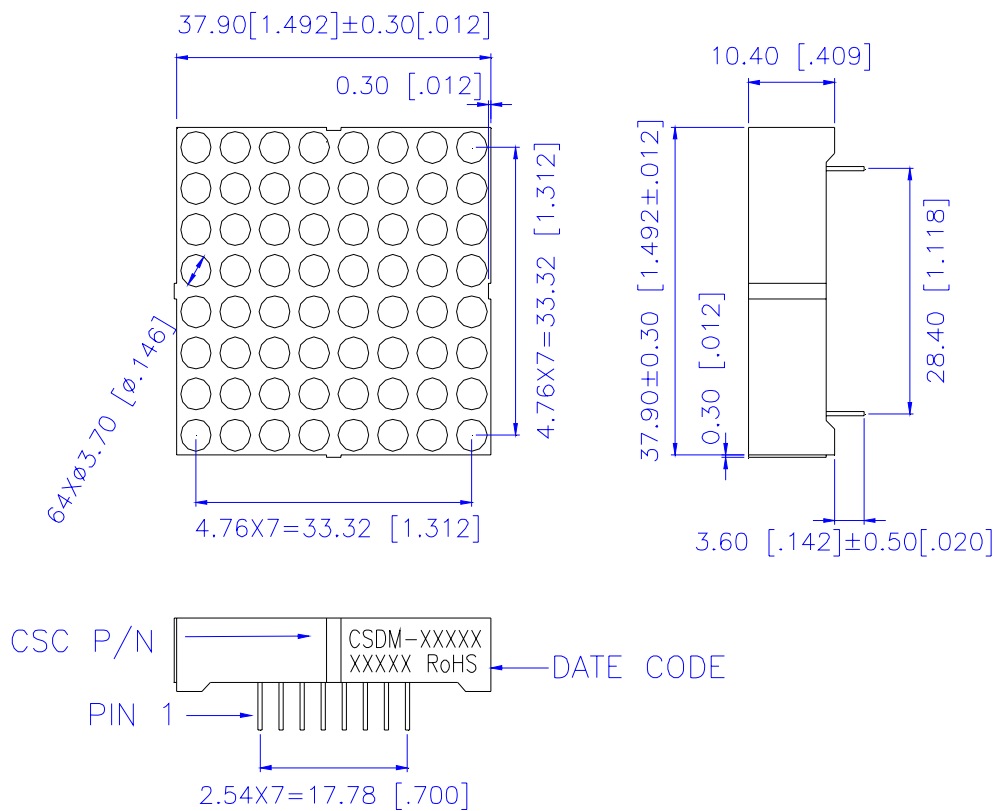 37.90[1.492]±0.30[.012]
0.30 [.012]
4.76X7=33.32 [1.312]
64Xø3.70 [ø.146]
4.76X7=33.32 [1.312]
10.40 [.409]
37.90±0.30 [1.492±.012]
0.30 [.012]
28.40 [1.118]
3.60 [.142]±0.50[.020]
CSC P/N
CSDM-XXXXX
XXXXX RoHS
DATE CODE
PIN 1
2.54X7=17.78 [.700]